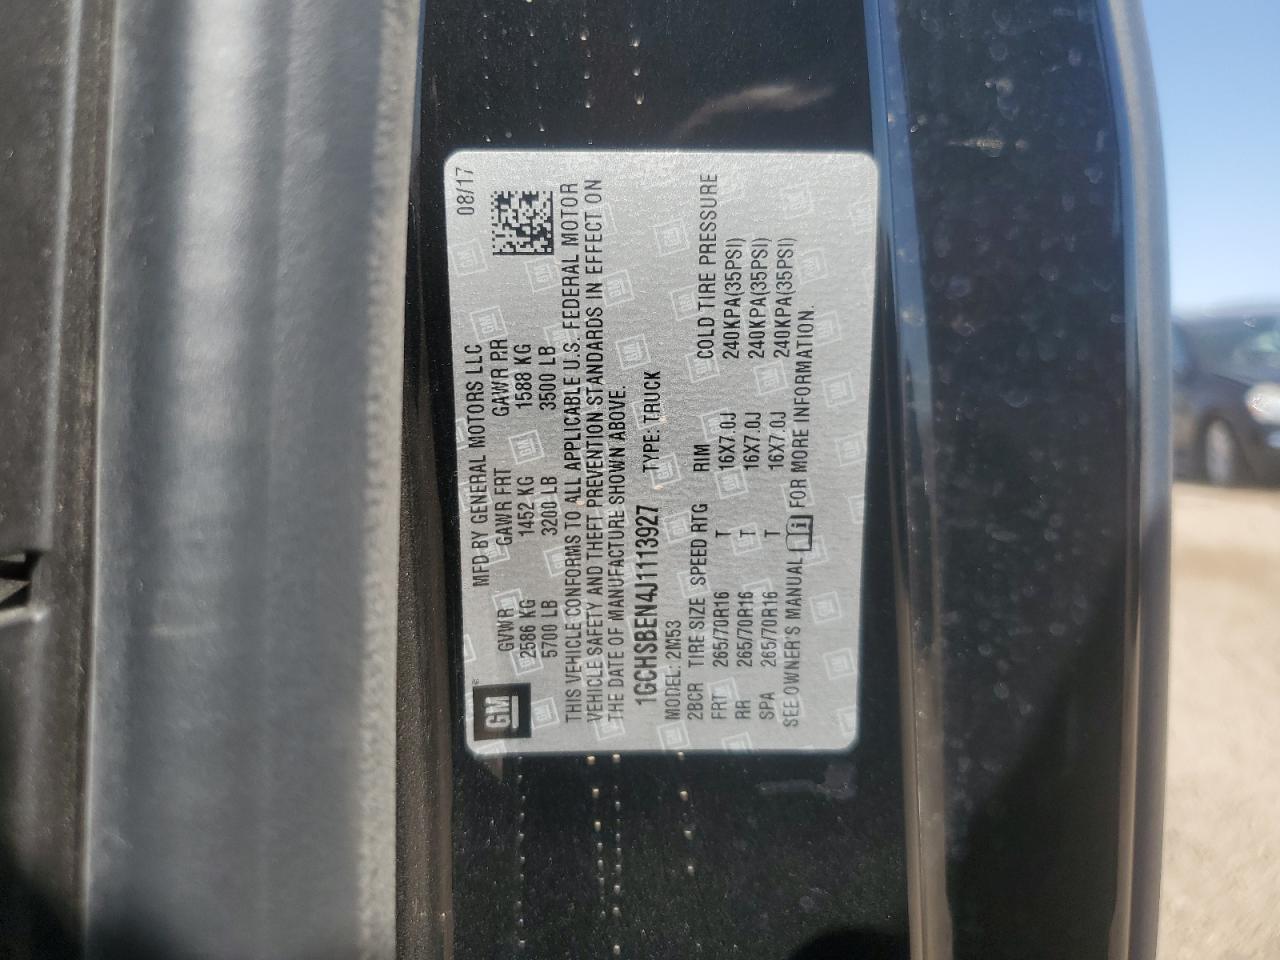 08/17
MFD BY GENERAL MOTORS LLC
GM
GVWR GAWR FRT GAWR RR
2586 KG 1452 KG 1588 KG
5700 LB 3200 LB 3500 LB
THIS VEHICLE CONFORMS TO ALL APPLICABLE U.S. FEDERAL MOTOR
VEHICLE SAFETY AND THEFT PREVENTION STANDARDS IN EFFECT ON
THE DATE OF MANUFACTURE SHOWN ABOVE.
1GCHSBEN4J1113927 TYPE: TRUCK
MODEL: 2M53
2BCR TIRE SIZE SPEED RTG RIM COLD TIRE PRESSURE
FRT 265/70R16 T 16X7.0J 240KPA(35PSI)
RR 265/70R16 T 16X7.0J 240KPA(35PSI)
SPA 265/70R16 T 16X7.0J 240KPA(35PSI)
SEE OWNER'S MANUAL FOR MORE INFORMATION.